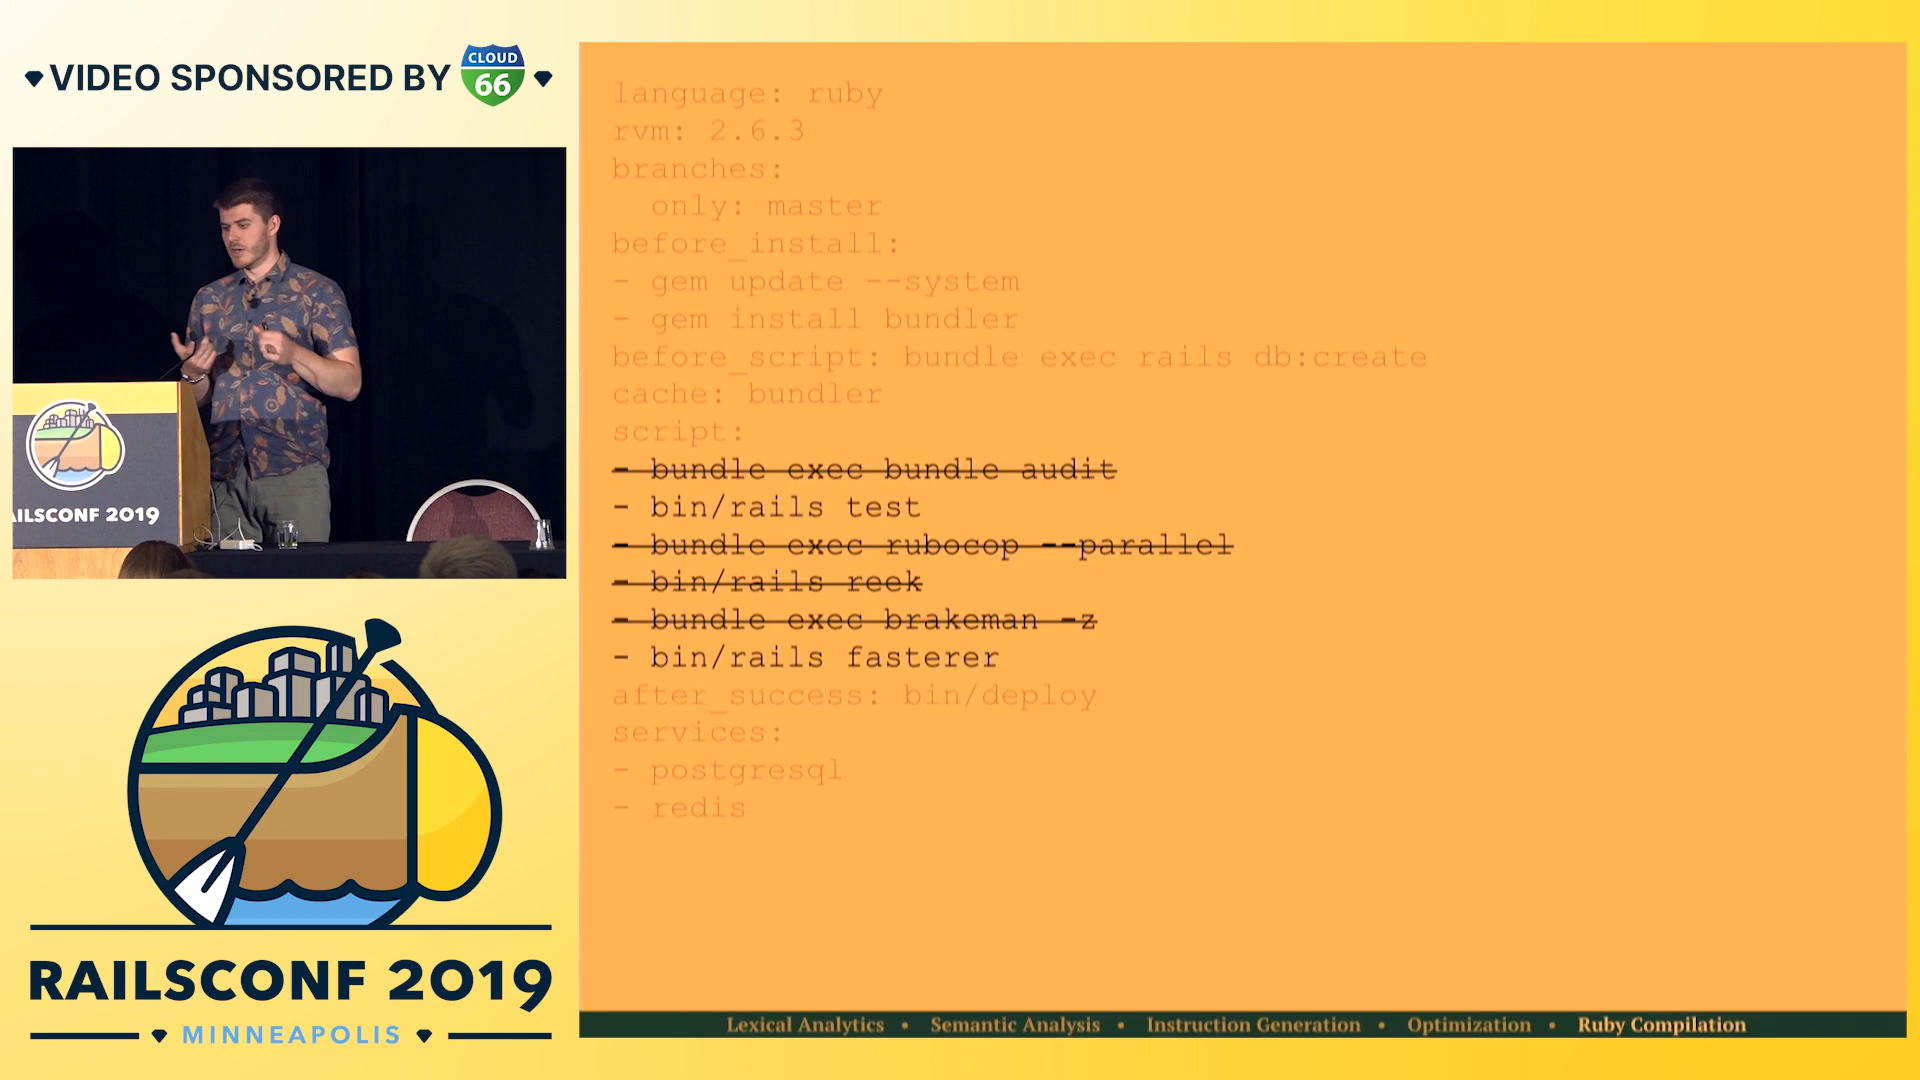 VIDEO SPONSORED BY
CLOUD
66
ILSCONF 2019
RAILSCONF 2019
MINNEAPOLIS
language: ruby
rvm: 2.6.3
branches:
  only: master
before_install:
- gem update --system
- gem install bundler
before_script: bundle exec rails db:create
cache: bundler
script:
- bundle exec bundle audit
- bin/rails test
- bundle exec rubocop --parallel
- bin/rails reek
- bundle exec brakeman -z
- bin/rails fasterer
after_success: bin/deploy
services:
- postgresql
- redis
Lexical Analytics • Semantic Analysis • Instruction Generation • Optimization • Ruby Compilation